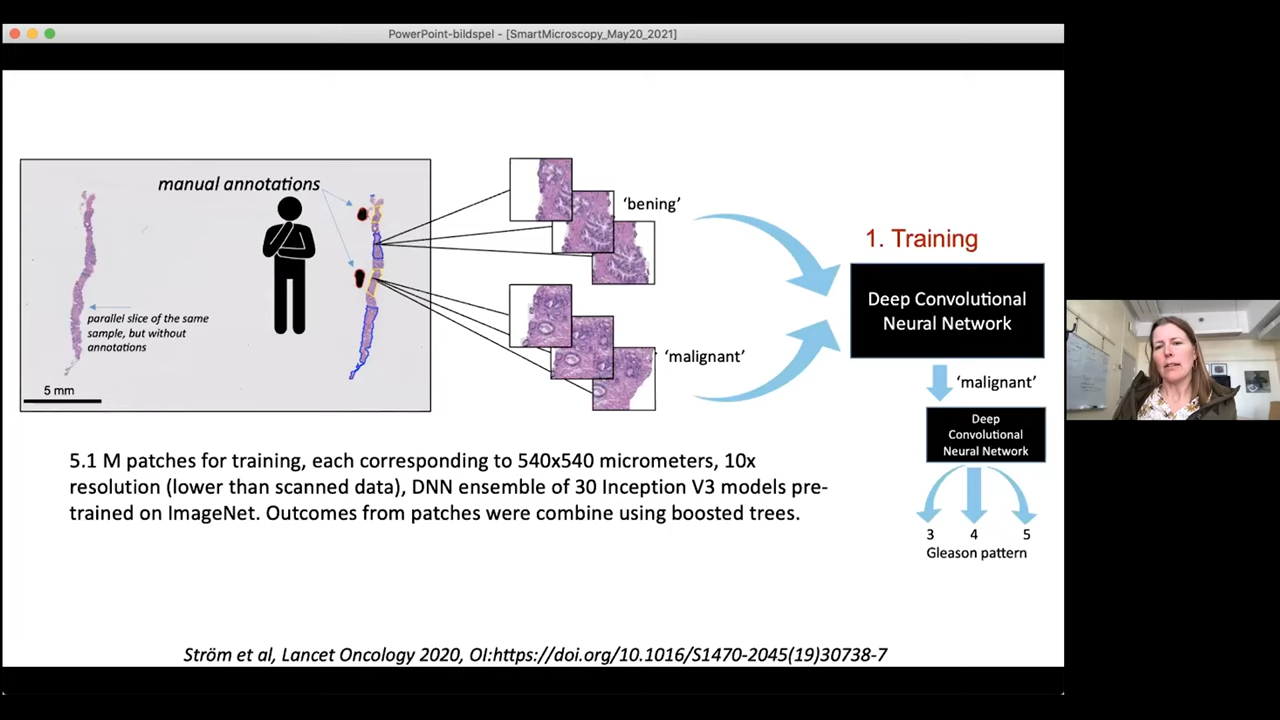 PowerPoint-bildspel - [SmartMicroscopy_May20_2021]
manual annotations
parallel slice of the same
sample, but without
annotations
5 mm
‘bening’
‘malignant’
1. Training
Deep Convolutional
Neural Network
‘malignant’
Deep
Convolutional
Neural Network
3 4 5
Gleason pattern
5.1 M patches for training, each corresponding to 540x540 micrometers, 10x
resolution (lower than scanned data), DNN ensemble of 30 Inception V3 models pre-
trained on ImageNet. Outcomes from patches were combine using boosted trees.
Ström et al, Lancet Oncology 2020, OI:https://doi.org/10.1016/S1470-2045(19)30738-7